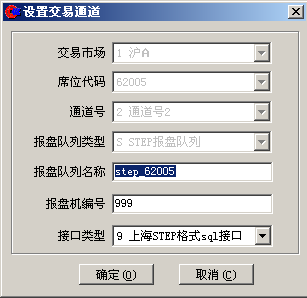 设置交易通道
交易市场 1 沪A
席位代码 62005
通道号 2 通道号2
报盘队列类型 S STEP报盘队列
报盘队列名称 step_62005
报盘机编号 999
接口类型 9 上海STEP格式sql接口
确定(O) 取消(C)